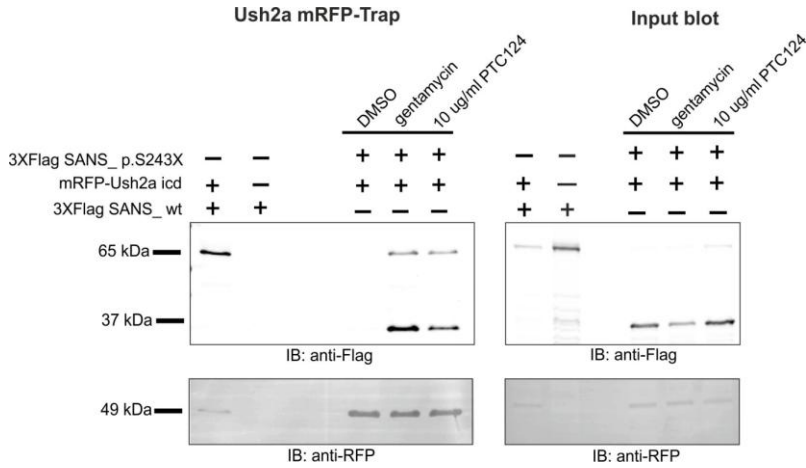 Ush2a mRFP-Trap
Input blot
DMSO
gentamycin
10 ug/ml PTC124
DMSO
gentamycin
10 ug/ml PTC124
3XFlag SANS_ p.S243X − − + + + − − + + +
mRFP-Ush2a icd + − + + + + − + + +
3XFlag SANS_ wt + + − − − + + − − −
65 kDa
37 kDa
IB: anti-Flag
IB: anti-Flag
49 kDa
IB: anti-RFP
IB: anti-RFP